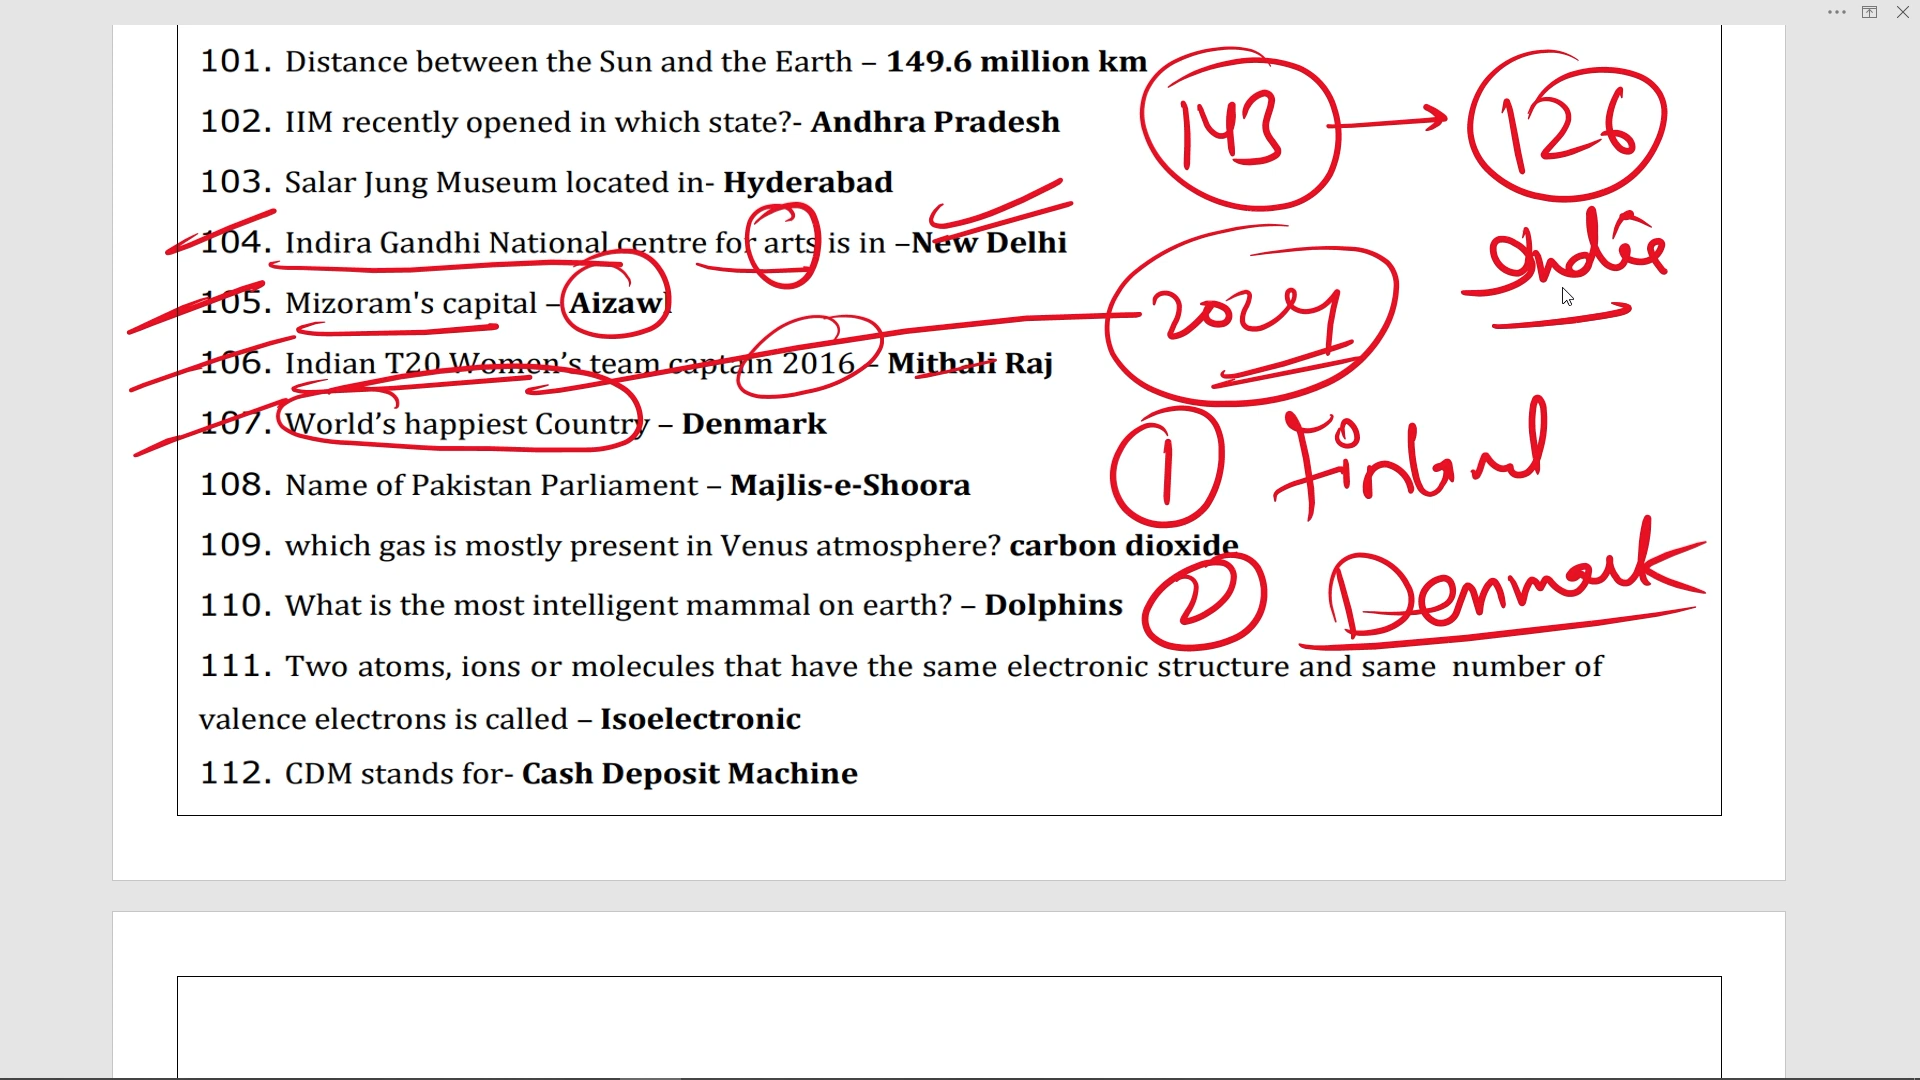 101. Distance between the Sun and the Earth – 149.6 million km
102. IIM recently opened in which state?- Andhra Pradesh
143 → 126
103. Salar Jung Museum located in- Hyderabad
104. Indira Gandhi National centre for arts is in –New Delhi
India
105. Mizoram's capital – Aizawl
2024
106. Indian T20 Women’s team captain 2016 – Mithali Raj
107. World’s happiest Country – Denmark
1 Finland
108. Name of Pakistan Parliament – Majlis-e-Shoora
109. which gas is mostly present in Venus atmosphere? carbon dioxide
110. What is the most intelligent mammal on earth? – Dolphins
2 Denmark
111. Two atoms, ions or molecules that have the same electronic structure and same number of
valence electrons is called – Isoelectronic
112. CDM stands for- Cash Deposit Machine